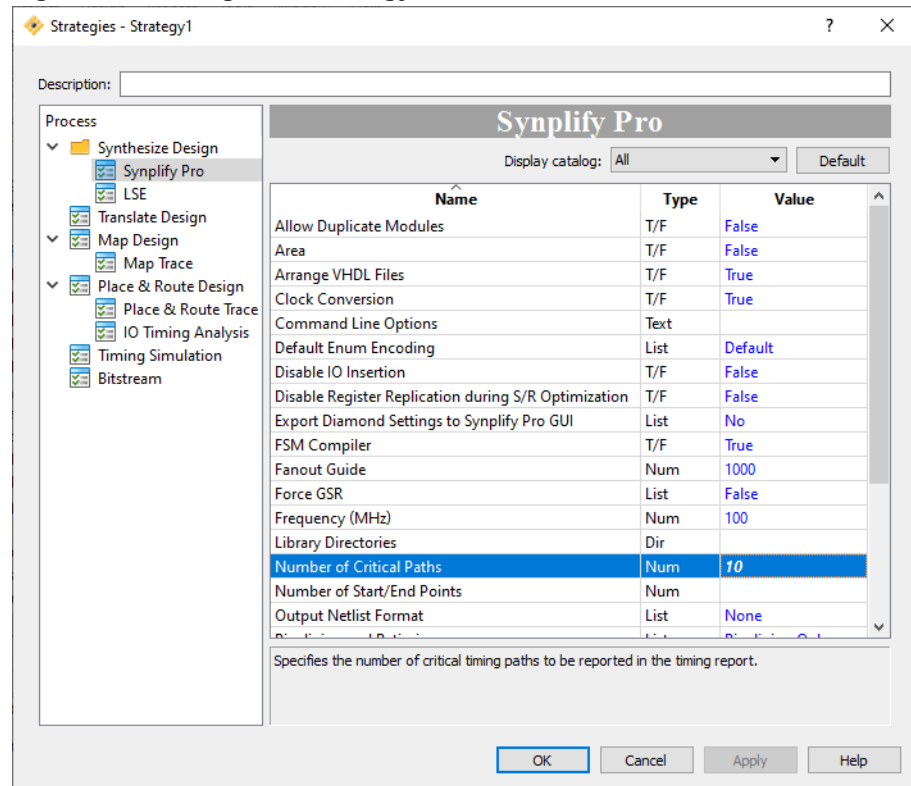 Strategies - Strategy1 ?
Description:
Process
Synthesize Design
Synplify Pro
LSE
Translate Design
Map Design
Map Trace
Place & Route Design
Place & Route Trace
IO Timing Analysis
Timing Simulation
Bitstream
Synplify Pro
Display catalog: All Default
Name Type Value
Allow Duplicate Modules T/F False
Area T/F False
Arrange VHDL Files T/F True
Clock Conversion T/F True
Command Line Options Text
Default Enum Encoding List Default
Disable IO Insertion T/F False
Disable Register Replication during S/R Optimization T/F False
Export Diamond Settings to Synplify Pro GUI List No
FSM Compiler T/F True
Fanout Guide Num 1000
Force GSR List False
Frequency (MHz) Num 100
Library Directories Dir
Number of Critical Paths Num 10
Number of Start/End Points Num
Output Netlist Format List None
Specifies the number of critical timing paths to be reported in the timing report.
OK Cancel Apply Help